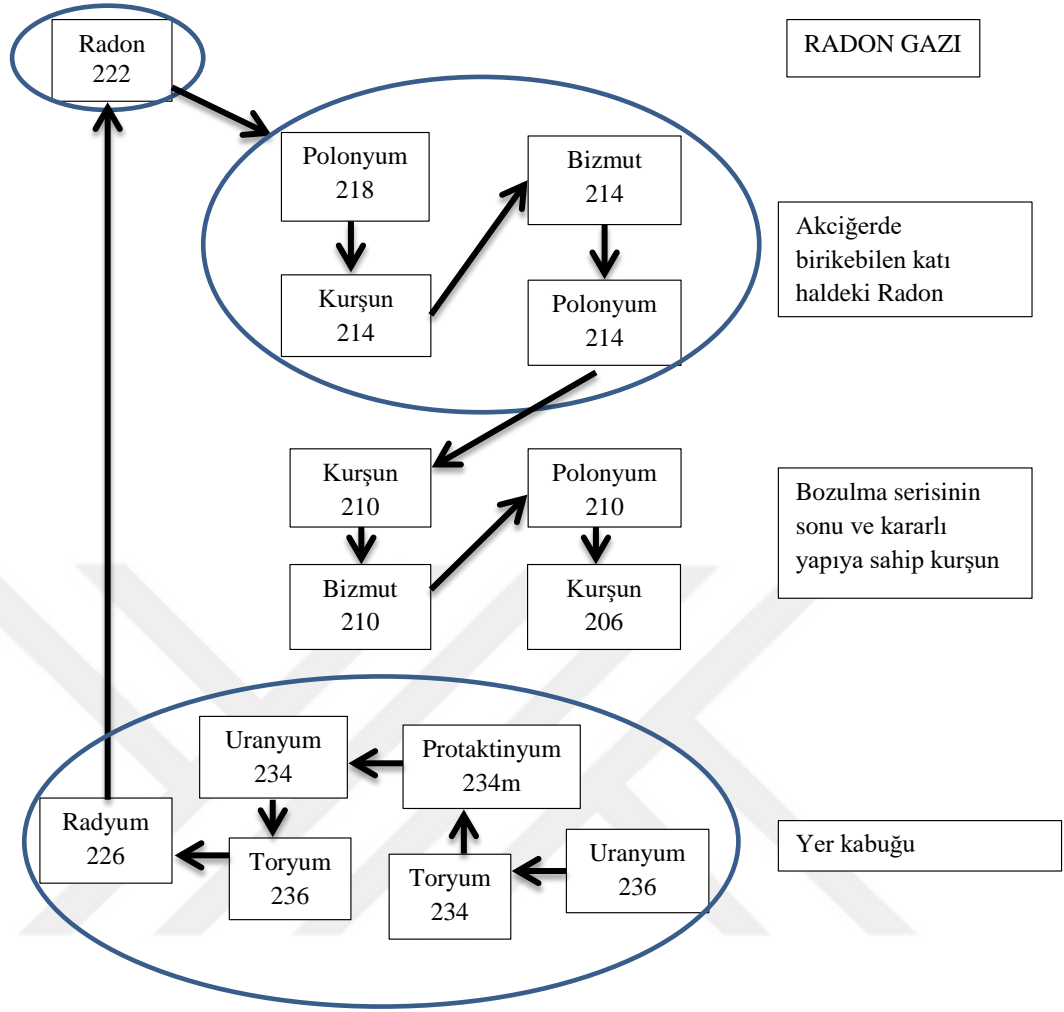 Radon
222
RADON GAZI
Polonyum
218
Bizmut
214
Kurşun
214
Polonyum
214
Akciğerde
birikebilen katı
haldeki Radon
Kurşun
210
Polonyum
210
Bizmut
210
Kurşun
206
Bozulma serisinin
sonu ve kararlı
yapıya sahip kurşun
Uranyum
234
Protaktinyum
234m
Radyum
226
Toryum
236
Toryum
234
Uranyum
236
Yer kabuğu